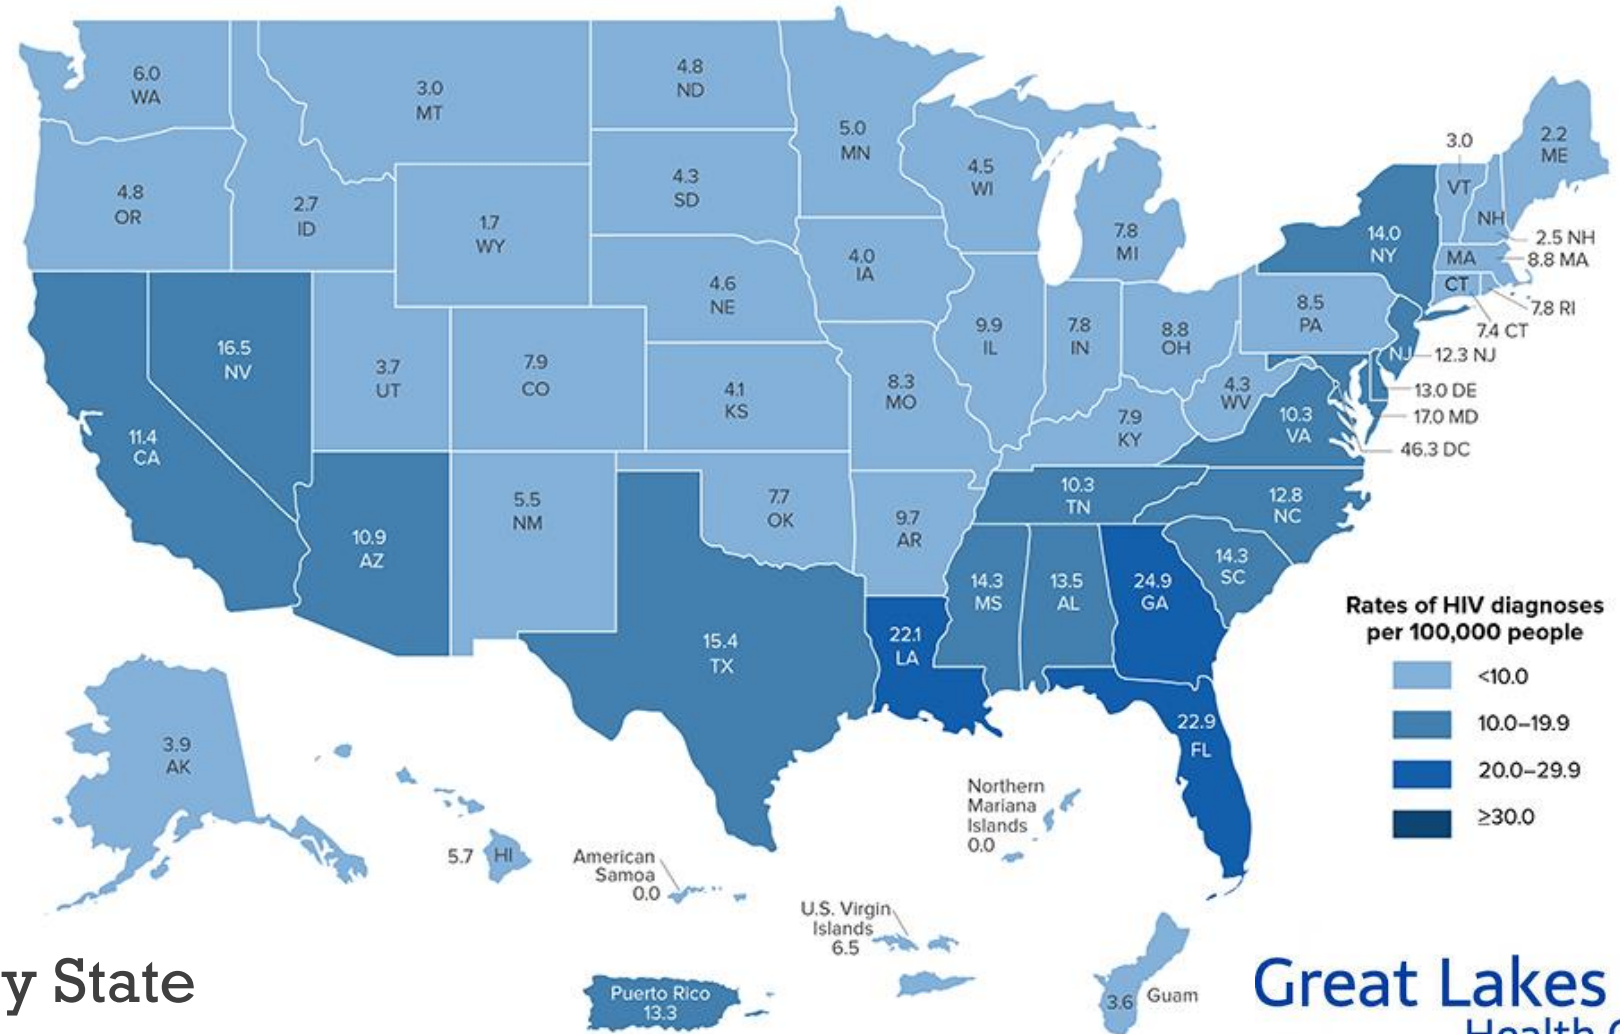 6.0
WA
3.0
MT
4.8
ND
5.0
MN
4.5
WI
3.0
VT
NH
2.2
ME
4.8
OR
2.7
ID
1.7
WY
4.3
SD
4.0
IA
7.8
MI
14.0
NY
2.5 NH
MA
8.8 MA
CT
7.8 RI
7.4 CT
16.5
NV
3.7
UT
7.9
CO
4.6
NE
9.9
IL
7.8
IN
8.8
OH
8.5
PA
NJ
12.3 NJ
13.0 DE
17.0 MD
46.3 DC
11.4
CA
4.1
KS
8.3
MO
7.9
KY
4.3
WV
10.3
VA
10.9
AZ
5.5
NM
7.7
OK
9.7
AR
10.3
TN
12.8
NC
15.4
TX
22.1
LA
14.3
MS
13.5
AL
24.9
GA
14.3
SC
22.9
FL
Rates of HIV diagnoses
per 100,000 people
<10.0
10.0–19.9
20.0–29.9
≥30.0
3.9
AK
5.7
HI
American
Samoa
0.0
Northern
Mariana
Islands
0.0
U.S. Virgin
Islands
6.5
Puerto Rico
13.3
3.6
Guam
y State
Great Lakes
Health